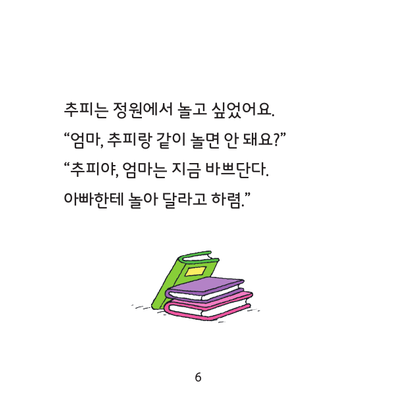 추피는 정원에서 놀고 싶었어요.
“엄마, 추피랑 같이 놀면 안 돼요?”
“추피야, 엄마는 지금 바쁘단다.
아빠한테 놀아 달라고 하렴.”
6